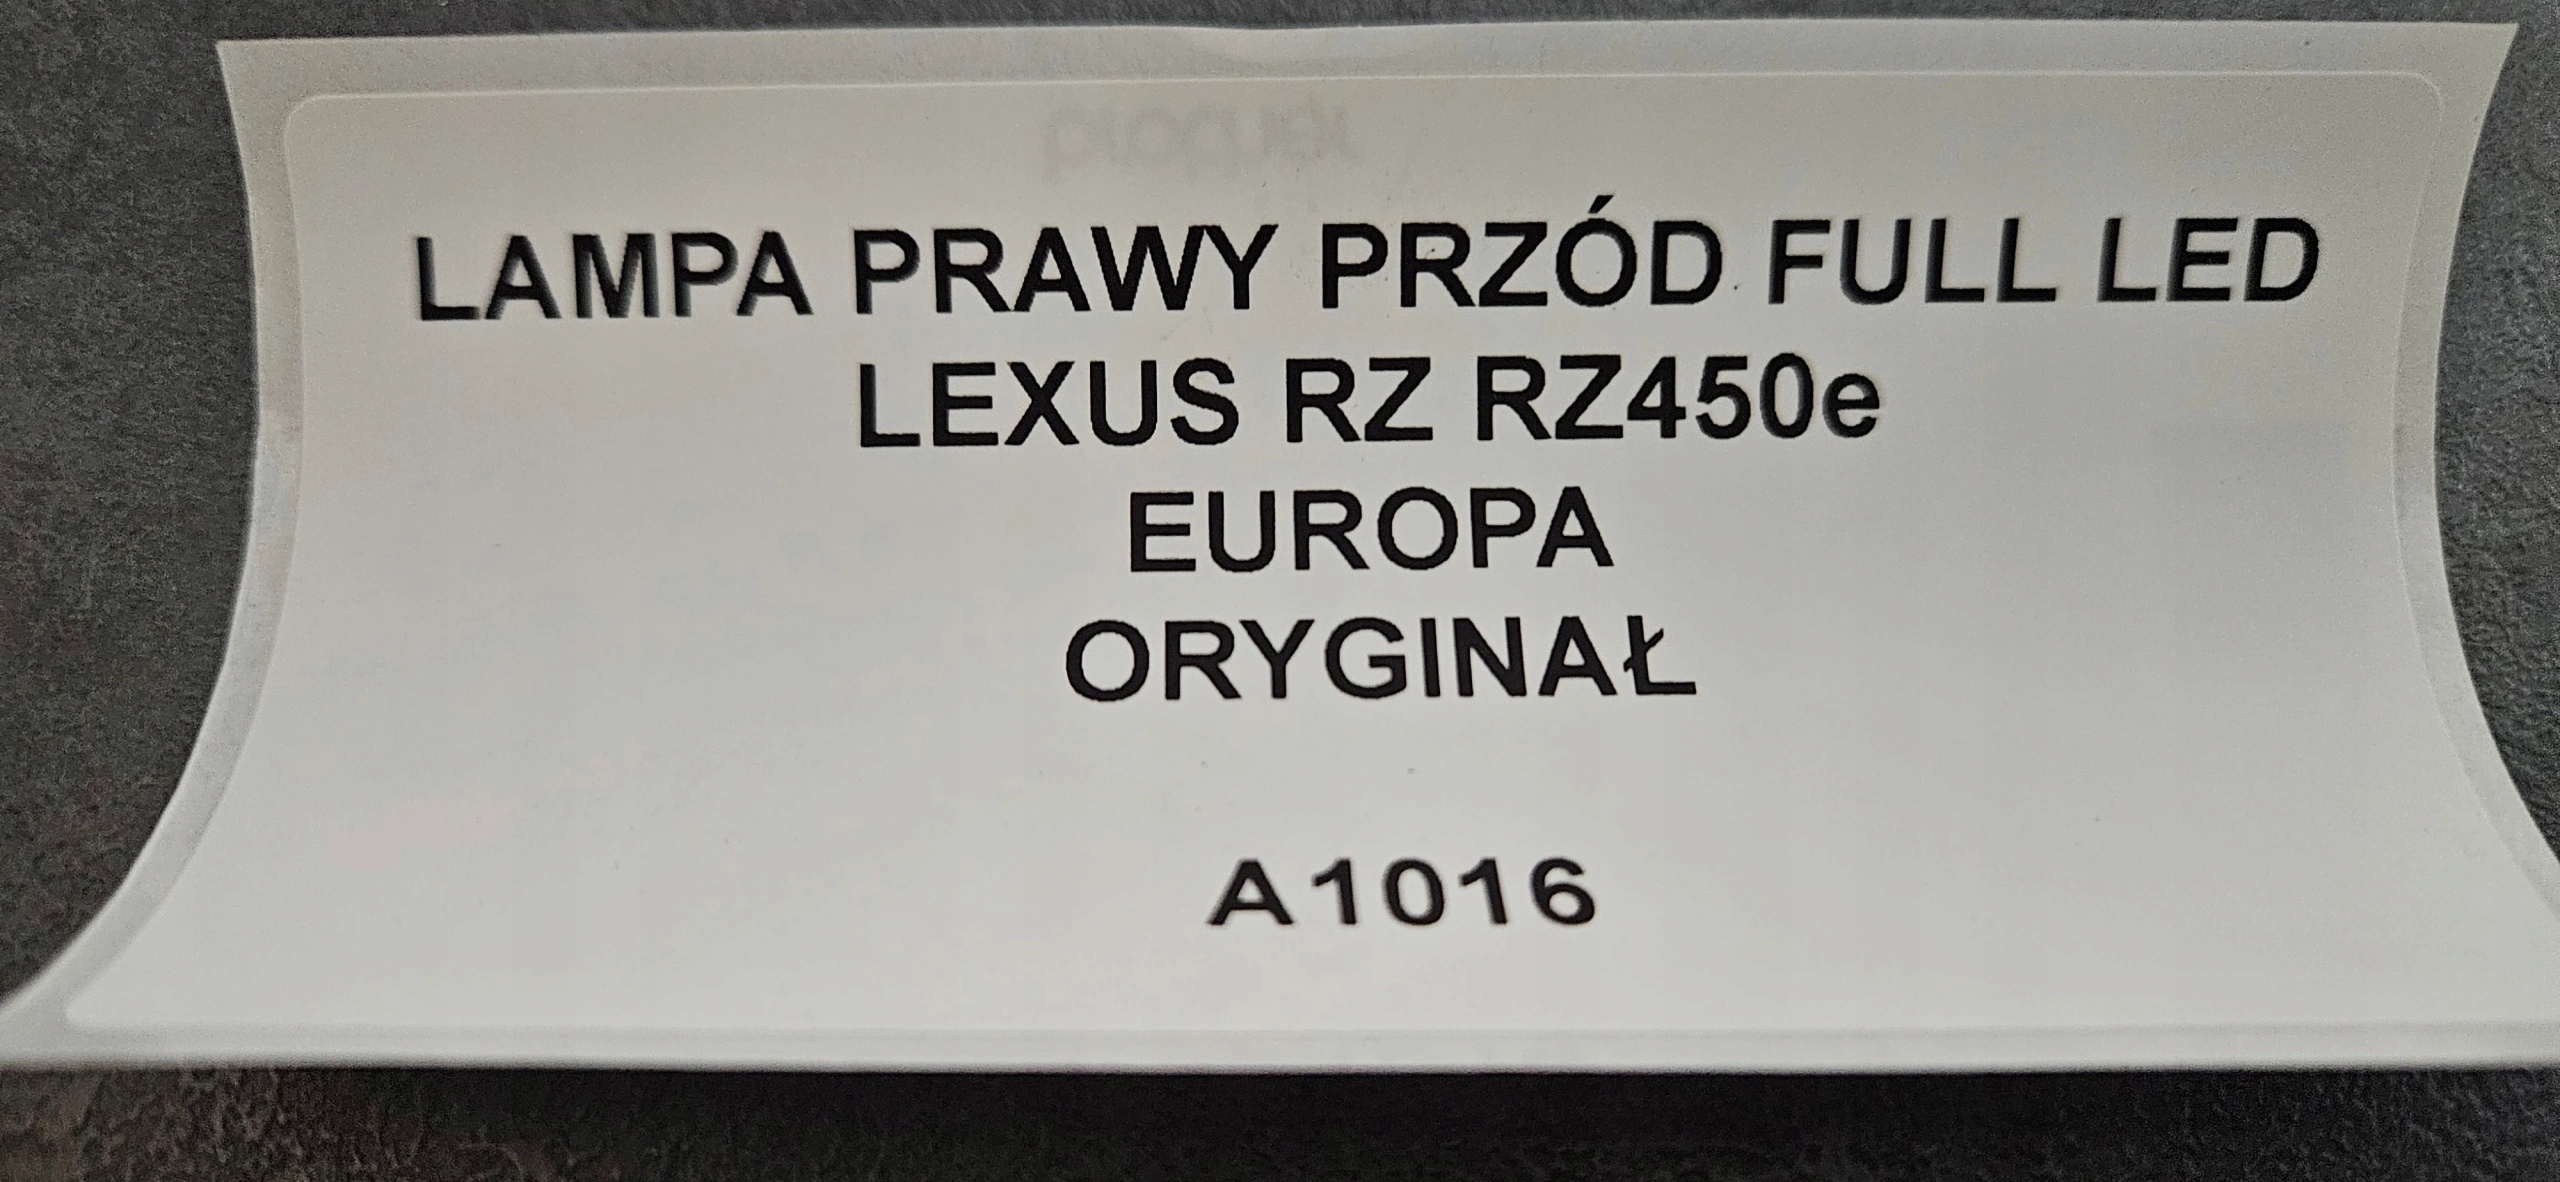 LAMPA PRAWY PRZÓD FULL LED
LEXUS RZ RZ450e
EUROPA
ORYGINAŁ
A1016